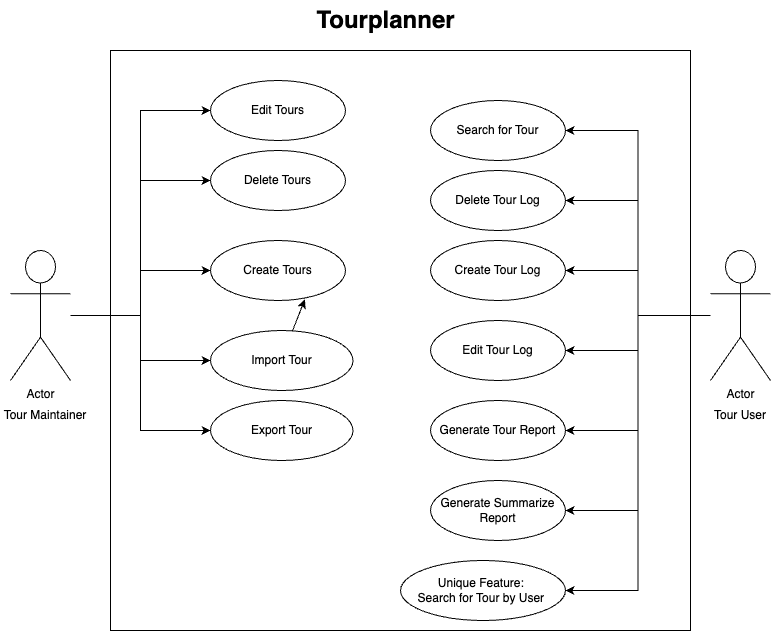 Tourplanner
Edit Tours
Delete Tours
Create Tours
Import Tour
Export Tour
Actor
Tour Maintainer
Search for Tour
Delete Tour Log
Create Tour Log
Edit Tour Log
Generate Tour Report
Generate Summarize
Report
Unique Feature:
Search for Tour by User
Actor
Tour User